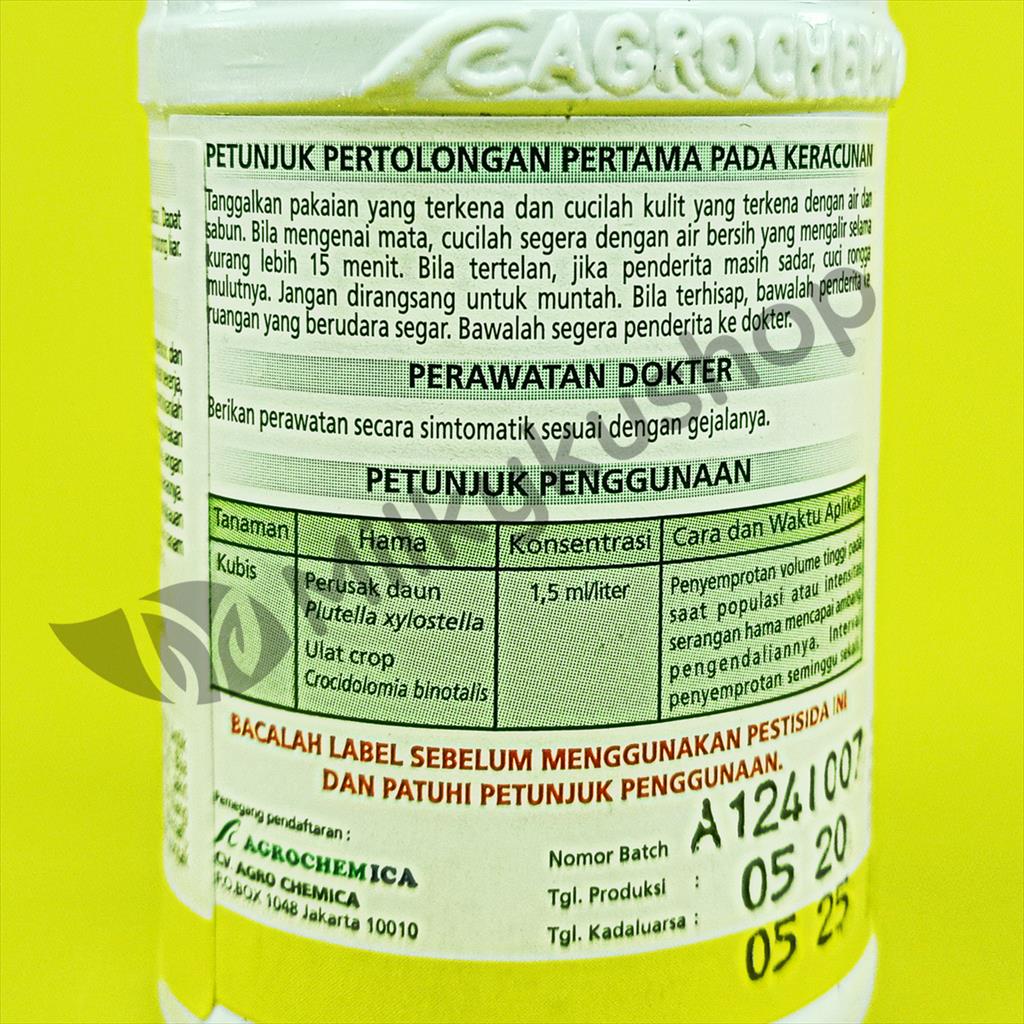 AGROCHEM
PETUNJUK PERTOLONGAN PERTAMA PADA KERACUNAN
Tanggalkan pakaian yang terkena dan cucilah kulit yang terkena dengan air dan
sabun. Bila mengenai mata, cucilah segera dengan air bersih yang mengalir selama
kurang lebih 15 menit. Bila tertelan, jika penderita masih sadar, cuci rongga
mulutnya. Jangan dirangsang untuk muntah. Bila terhisap, bawalah penderita ke
ruangan yang berudara segar. Bawalah segera penderita ke dokter.
PERAWATAN DOKTER
Berikan perawatan secara simtomatik sesuai dengan gejalanya.
PETUNJUK PENGGUNAAN
Tanaman Hama Konsentrasi Cara dan Waktu Aplikasi
Kubis Perusak daun 1,5 ml/liter Penyemprotan volume tinggi pada
Plutella xylostella saat populasi atau intensitas
serangan hama mencapai ambang
Ulat crop pengendaliannya. Interval
Crocidolomia binotalis penyemprotan seminggu sekali.
BACALAH LABEL SEBELUM MENGGUNAKAN PESTISIDA INI
DAN PATUHI PETUNJUK PENGGUNAAN.
Pemegang pendaftaran :
AGROCHEMICA
CV. AGRO CHEMICA
P.O.BOX 1048 Jakarta 10010
Nomor Batch A1241007
Tgl. Produksi : 05 20
Tgl. Kadaluarsa : 05 25
Dapat
liar.
dan
kerja,
Mikykushop